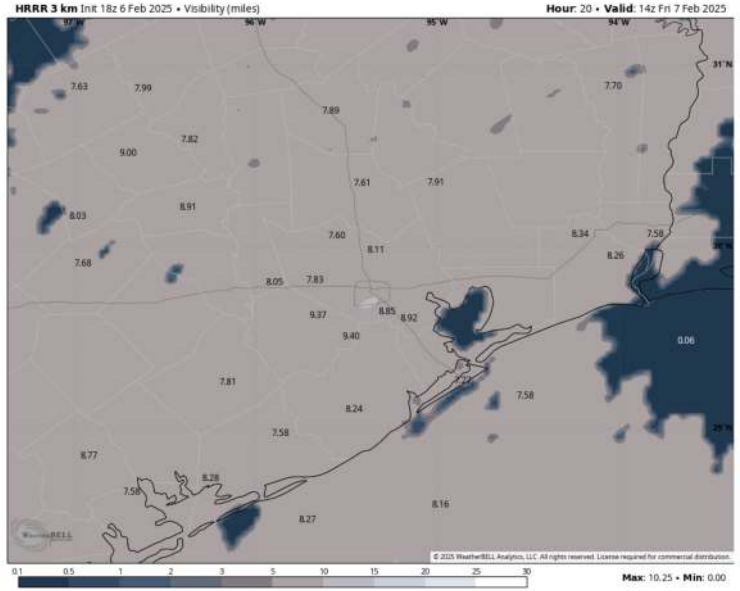 HRRR 3 km Init 18z 6 Feb 2025 • Visibility (miles)
Hour: 20 • Valid: 14z Fri 7 Feb 2025
97°W 96°W 95°W 94°W
31°N
7.63 7.99 7.70
7.89
7.82
9.00
7.61 7.91
8.91
8.03
7.60 8.34 7.58
8.11 30°N
8.26
7.68
8.05 7.83
9.37 8.85 8.92
9.40 0.06
7.77
7.81
7.58
8.24
7.58 29°N
8.77
8.28
7.58
8.16
8.27
WeatherBELL
© 2025 WeatherBELL Analytics, LLC. All rights reserved. License required for commercial distribution.
0.1 0.5 1 2 3 5 10 15 20 25 30
Max: 10.25 • Min: 0.00